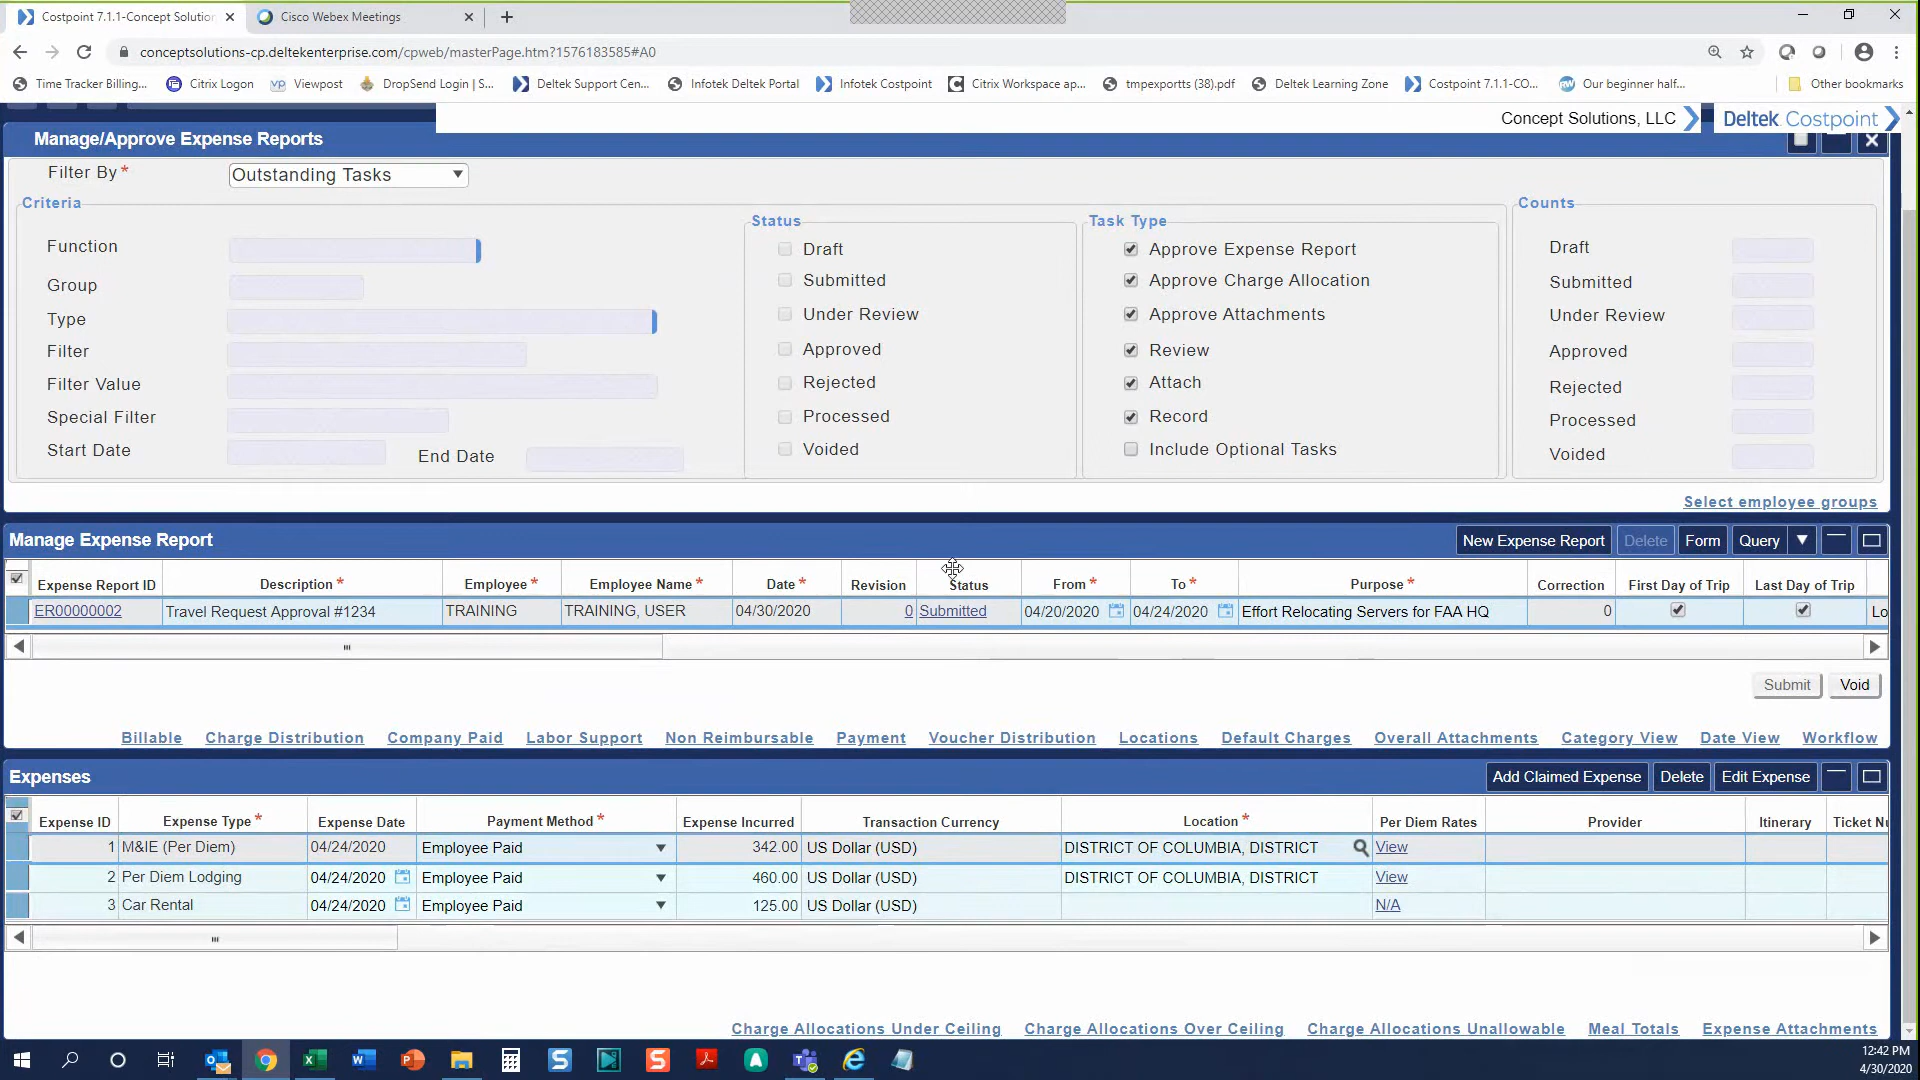 Costpoint 7.1.1-Concept Solution
Cisco Webex Meetings
conceptsolutions-cp.deltekenterprise.com/cpweb/masterPage.htm?1576183585#A0
Time Tracker Billing... Citrix Logon Viewpost DropSend Login | S... Deltek Support Cen... Infotek Deltek Portal Infotek Costpoint Citrix Workspace ap... tmpexportts (38).pdf Deltek Learning Zone Costpoint 7.1.1-CO... Our beginner half... Other bookmarks
Concept Solutions, LLC Deltek Costpoint
Manage/Approve Expense Reports
Filter By * Outstanding Tasks
Criteria
Function
Group
Type
Filter
Filter Value
Special Filter
Start Date End Date
Status
Draft
Submitted
Under Review
Approved
Rejected
Processed
Voided
Task Type
Approve Expense Report
Approve Charge Allocation
Approve Attachments
Review
Attach
Record
Include Optional Tasks
Counts
Draft
Submitted
Under Review
Approved
Rejected
Processed
Voided
Select employee groups
Manage Expense Report New Expense Report Delete Form Query
Expense Report ID Description * Employee * Employee Name * Date * Revision Status From * To * Purpose * Correction First Day of Trip Last Day of Trip
ER00000002 Travel Request Approval #1234 TRAINING TRAINING, USER 04/30/2020 0 Submitted 04/20/2020 04/24/2020 Effort Relocating Servers for FAA HQ 0 Lo
Submit Void
Billable Charge Distribution Company Paid Labor Support Non Reimbursable Payment Voucher Distribution Locations Default Charges Overall Attachments Category View Date View Workflow
Expenses Add Claimed Expense Delete Edit Expense
Expense ID Expense Type * Expense Date Payment Method * Expense Incurred Transaction Currency Location * Per Diem Rates Provider Itinerary Ticket Nu
1 M&IE (Per Diem) 04/24/2020 Employee Paid 342.00 US Dollar (USD) DISTRICT OF COLUMBIA, DISTRICT View
2 Per Diem Lodging 04/24/2020 Employee Paid 460.00 US Dollar (USD) DISTRICT OF COLUMBIA, DISTRICT View
3 Car Rental 04/24/2020 Employee Paid 125.00 US Dollar (USD) N/A
Charge Allocations Under Ceiling Charge Allocations Over Ceiling Charge Allocations Unallowable Meal Totals Expense Attachments
12:42 PM
4/30/2020